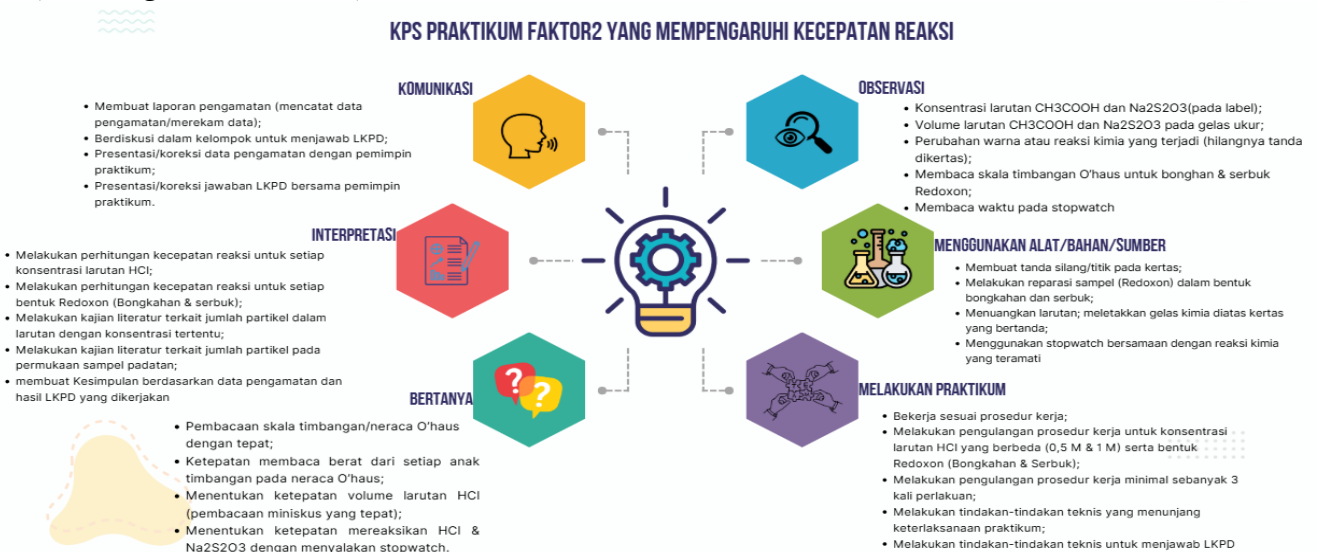 KPS PRAKTIKUM FAKTOR2 YANG MEMPENGARUHI KECEPATAN REAKSI
KOMUNIKASI
• Membuat laporan pengamatan (mencatat data
pengamatan/merekam data);
• Berdiskusi dalam kelompok untuk menjawab LKPD;
• Presentasi/koreksi data pengamatan dengan pemimpin
praktikum;
• Presentasi/koreksi jawaban LKPD bersama pemimpin
praktikum.
INTERPRETASI
• Melakukan perhitungan kecepatan reaksi untuk setiap
konsentrasi larutan HCl;
• Melakukan perhitungan kecepatan reaksi untuk setiap
bentuk Redoxon (Bongkahan & serbuk);
• Melakukan kajian literatur terkait jumlah partikel dalam
larutan dengan konsentrasi tertentu;
• Melakukan kajian literatur terkait jumlah partikel pada
permukaan sampel padatan;
• membuat Kesimpulan berdasarkan data pengamatan dan
hasil LKPD yang dikerjakan
BERTANYA
• Pembacaan skala timbangan/neraca O'haus
dengan tepat;
• Ketepatan membaca berat dari setiap anak
timbangan pada neraca O'haus;
• Menentukan ketepatan volume larutan HCl
(pembacaan miniskus yang tepat);
• Menentukan ketepatan mereaksikan HCl &
Na2S2O3 dengan menyalakan stopwatch.
OBSERVASI
• Konsentrasi larutan CH3COOH dan Na2S2O3(pada label);
• Volume larutan CH3COOH dan Na2S2O3 pada gelas ukur;
• Perubahan warna atau reaksi kimia yang terjadi (hilangnya tanda
dikertas);
• Membaca skala timbangan O'haus untuk bonghan & serbuk
Redoxon;
• Membaca waktu pada stopwatch
MENGGUNAKAN ALAT/BAHAN/SUMBER
• Membuat tanda silang/titik pada kertas;
• Melakukan reparasi sampel (Redoxon) dalam bentuk
bongkahan dan serbuk;
• Menuangkan larutan; meletakkan gelas kimia diatas kertas
yang bertanda;
• Menggunakan stopwatch bersamaan dengan reaksi kimia
yang teramati
MELAKUKAN PRAKTIKUM
• Bekerja sesuai prosedur kerja;
• Melakukan pengulangan prosedur kerja untuk konsentrasi
larutan HCl yang berbeda (0,5 M & 1 M) serta bentuk
Redoxon (Bongkahan & Serbuk);
• Melakukan pengulangan prosedur kerja minimal sebanyak 3
kali perlakuan;
• Melakukan tindakan-tindakan teknis yang menunjang
keterlaksanaan praktikum;
• Melakukan tindakan-tindakan teknis untuk menjawab LKPD